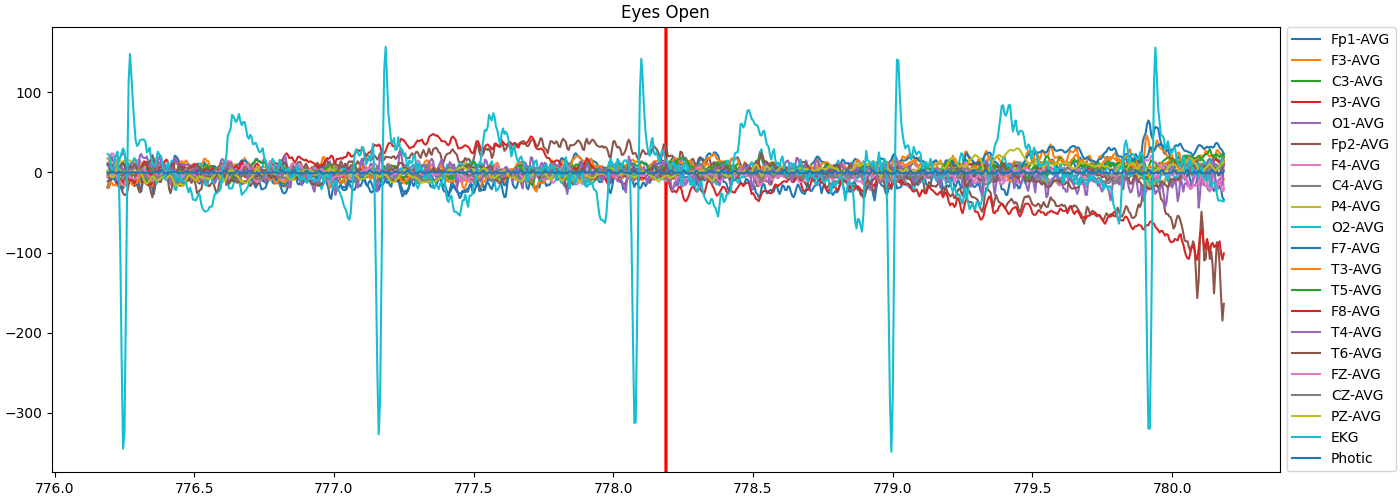 Eyes Open
100
0
−100
−200
−300
776.0 776.5 777.0 777.5 778.0 778.5 779.0 779.5 780.0
Fp1-AVG
F3-AVG
C3-AVG
P3-AVG
O1-AVG
Fp2-AVG
F4-AVG
C4-AVG
P4-AVG
O2-AVG
F7-AVG
T3-AVG
T5-AVG
F8-AVG
T4-AVG
T6-AVG
FZ-AVG
CZ-AVG
PZ-AVG
EKG
Photic